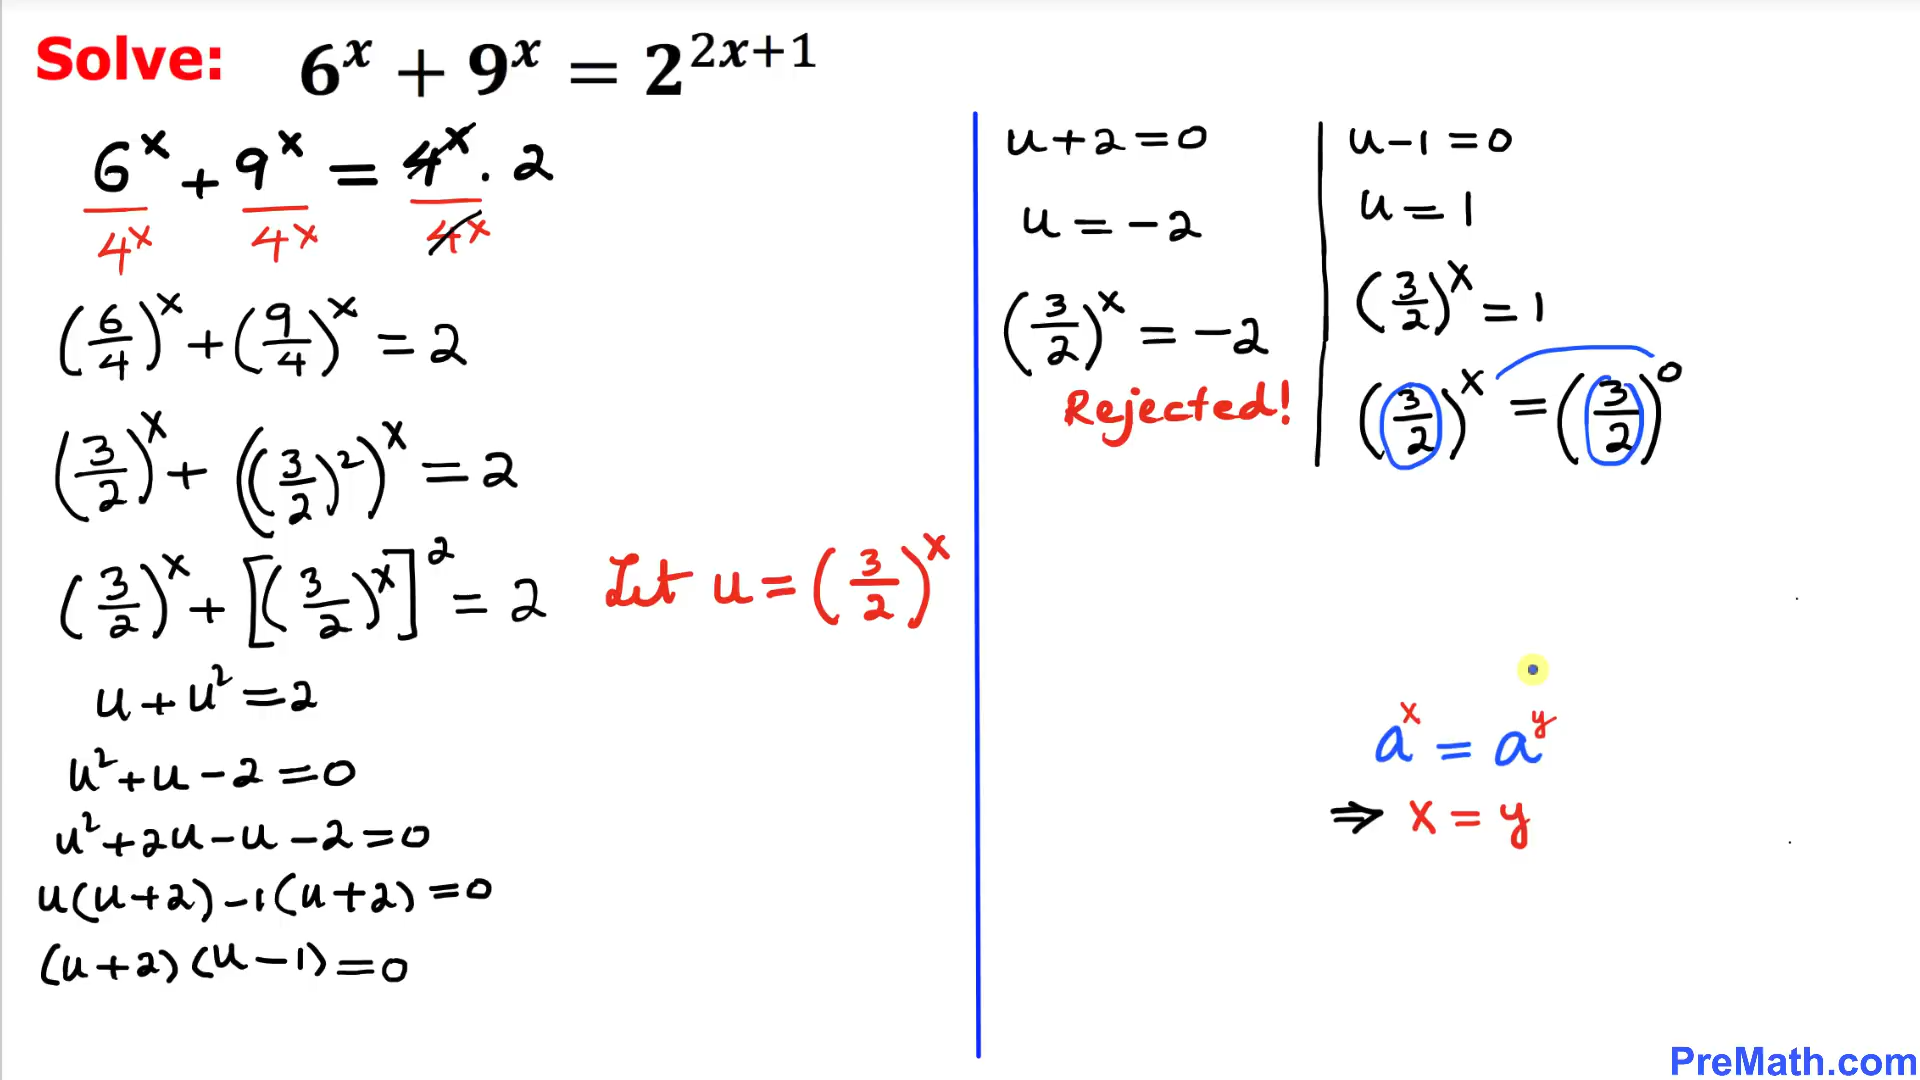 Solve: 6^x + 9^x = 2^(2x+1)
6^x/4^x + 9^x/4^x = 4^x/4^x · 2
(6/4)^x + (9/4)^x = 2
(3/2)^x + ((3/2)^2)^x = 2
(3/2)^x + [(3/2)^x]^2 = 2 Let u = (3/2)^x
u + u^2 = 2
u^2 + u - 2 = 0
u^2 + 2u - u - 2 = 0
u(u+2) - 1(u+2) = 0
(u+2)(u-1) = 0
u + 2 = 0
u = -2
(3/2)^x = -2
Rejected!
u - 1 = 0
u = 1
(3/2)^x = 1
(3/2)^x = (3/2)^0
a^x = a^y
⇒ x = y
PreMath.com